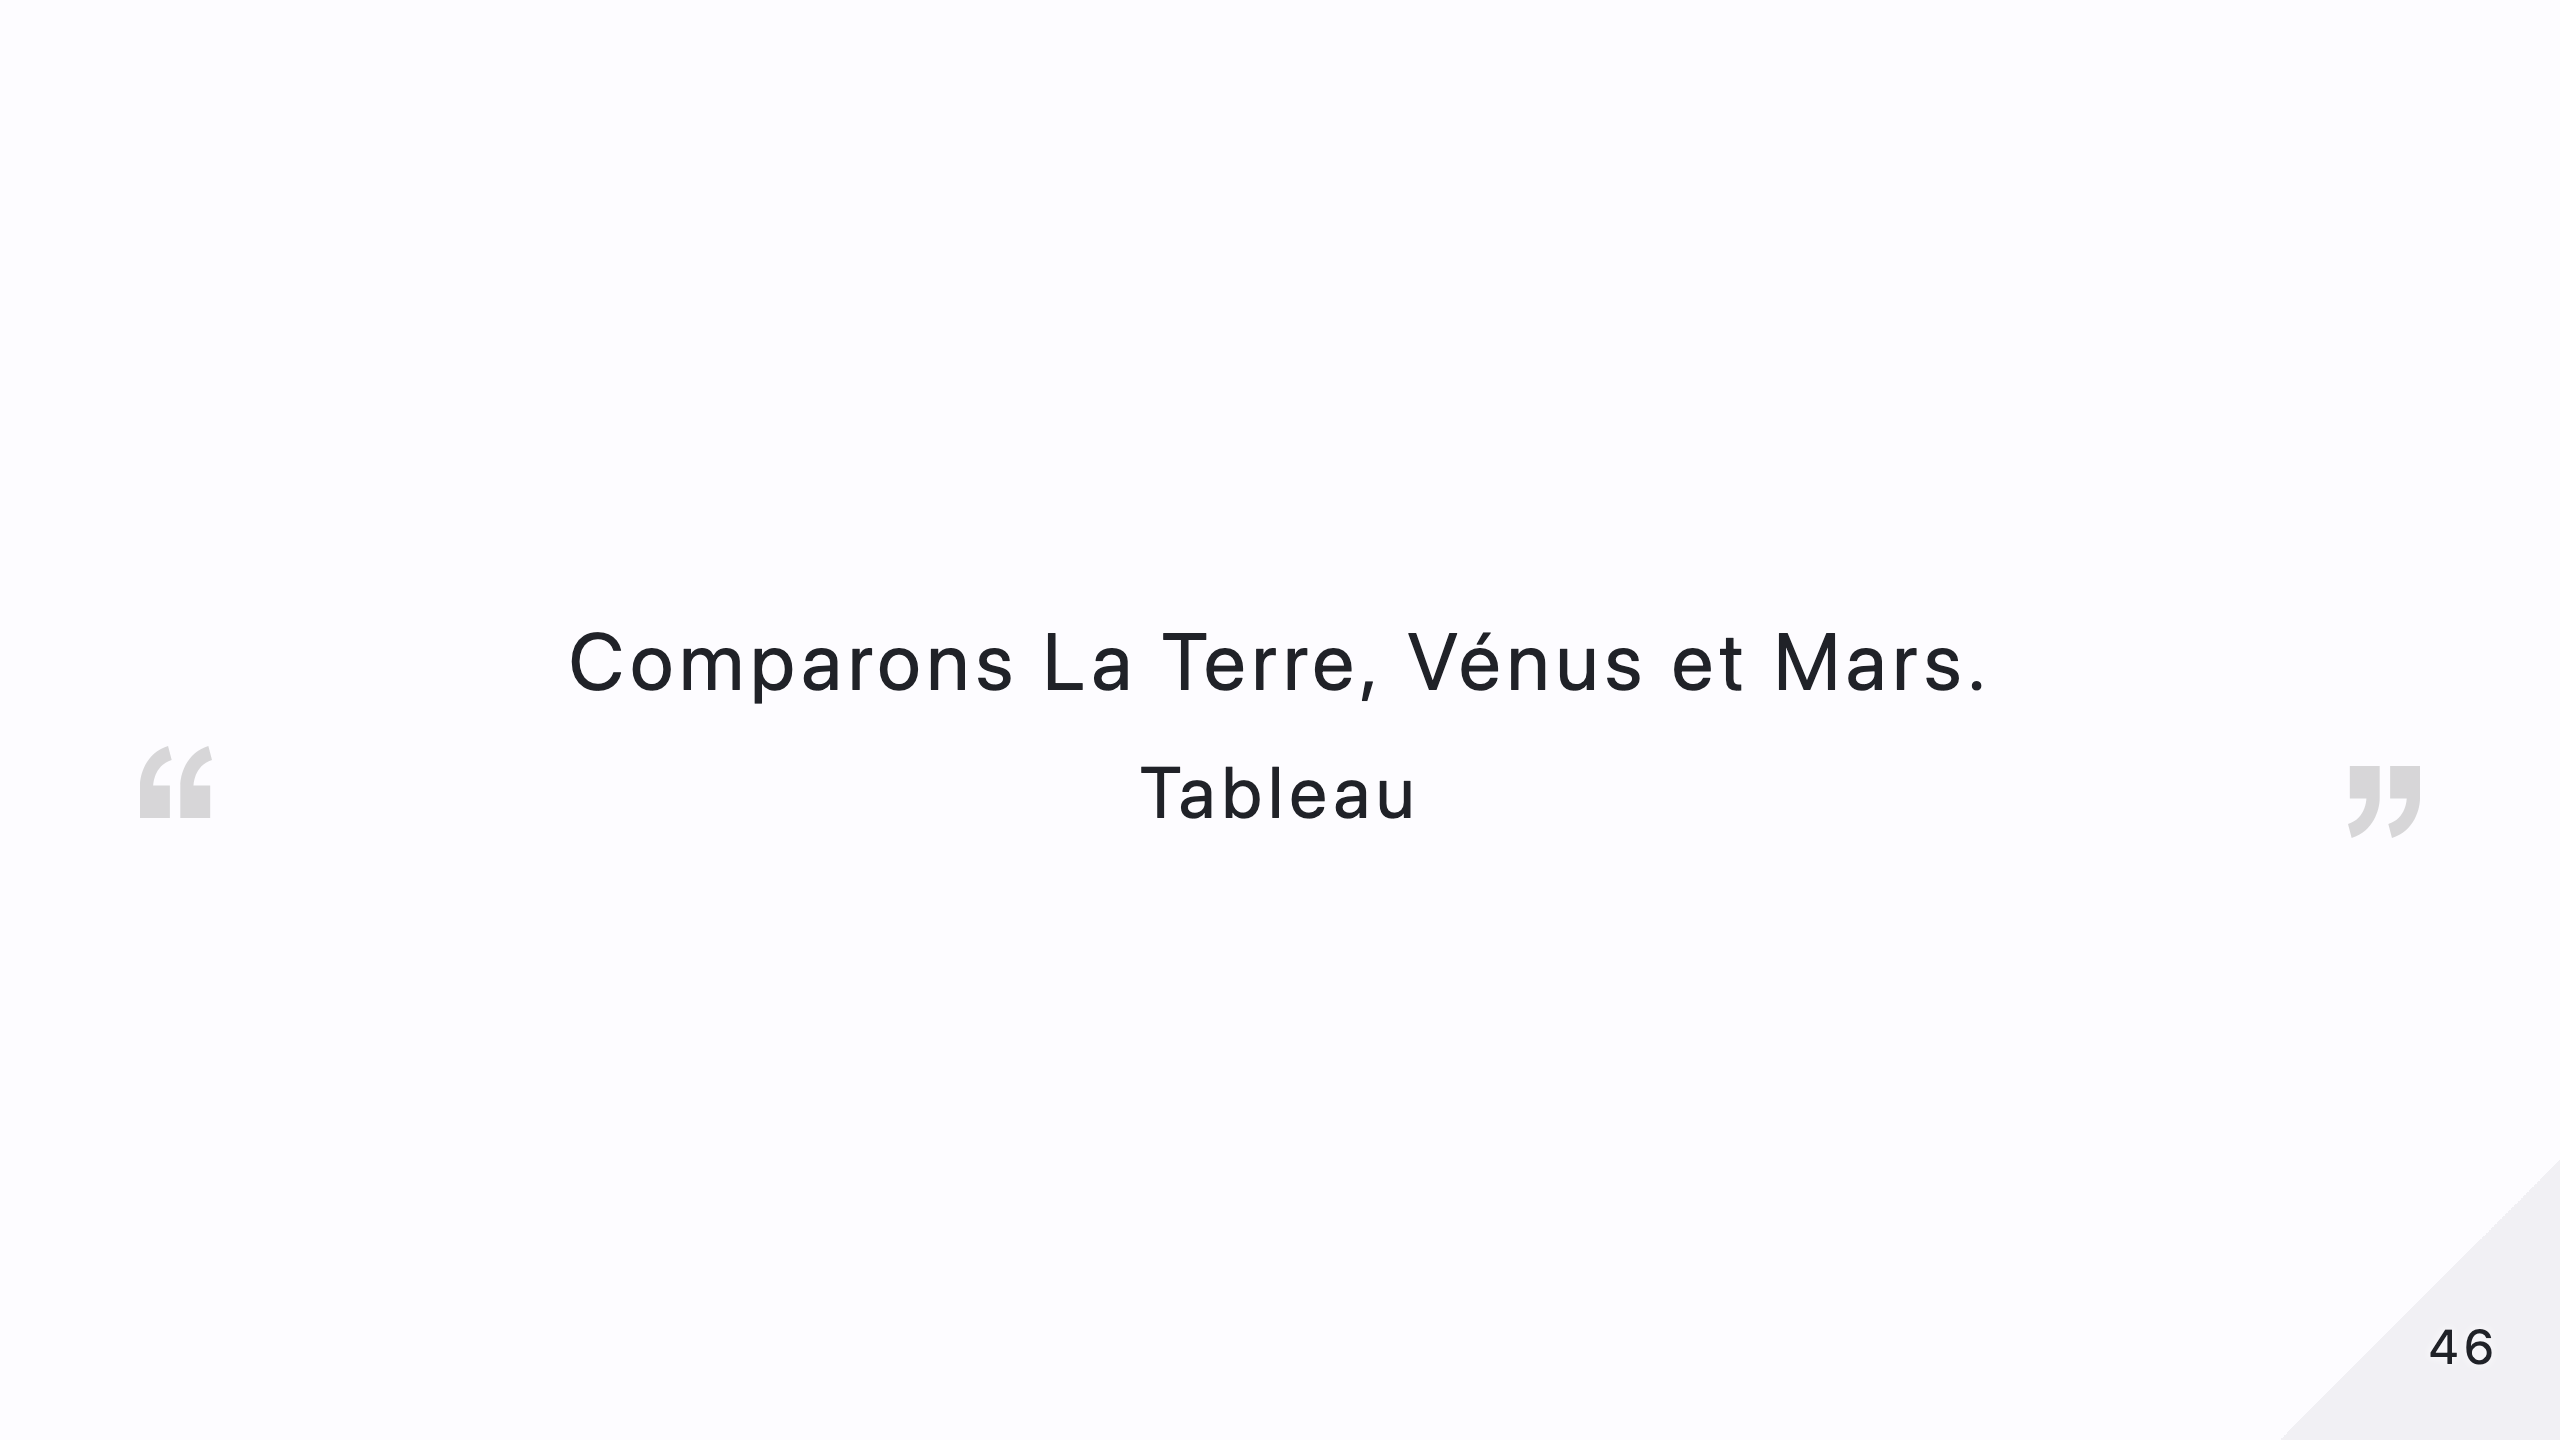 Comparons La Terre, Vénus et Mars.
“ Tableau ”
46